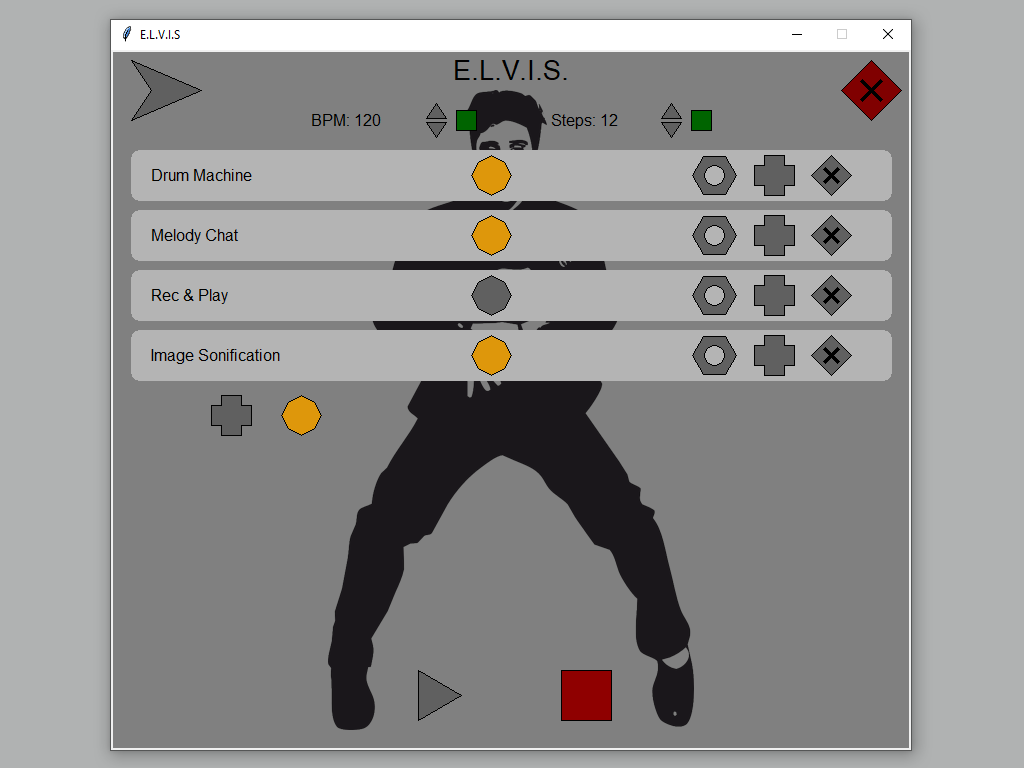 E.L.V.I.S
E.L.V.I.S.
BPM: 120 Steps: 12
Drum Machine
Melody Chat
Rec & Play
Image Sonification